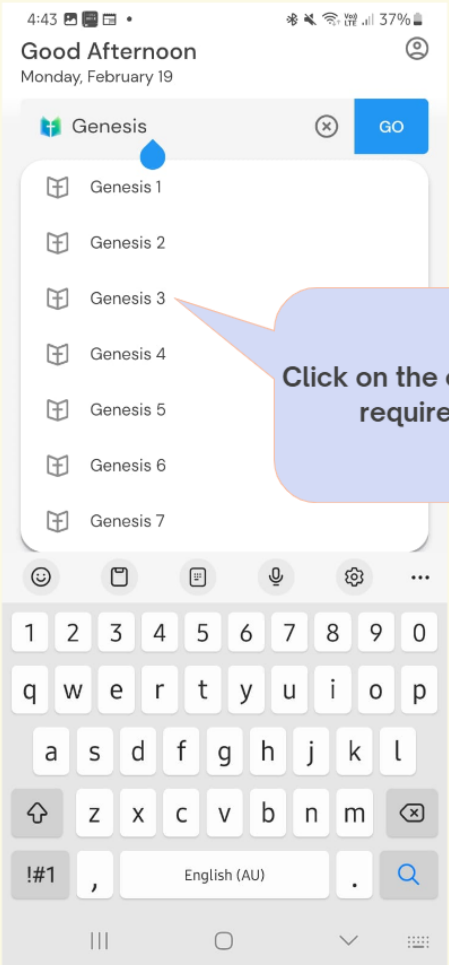 4:43 37%
Good Afternoon
Monday, February 19
Genesis GO
Genesis 1
Genesis 2
Genesis 3
Genesis 4
Genesis 5
Genesis 6
Genesis 7
Click on the
require
1 2 3 4 5 6 7 8 9 0
q w e r t y u i o p
a s d f g h j k l
z x c v b n m
!#1 , English (AU) .